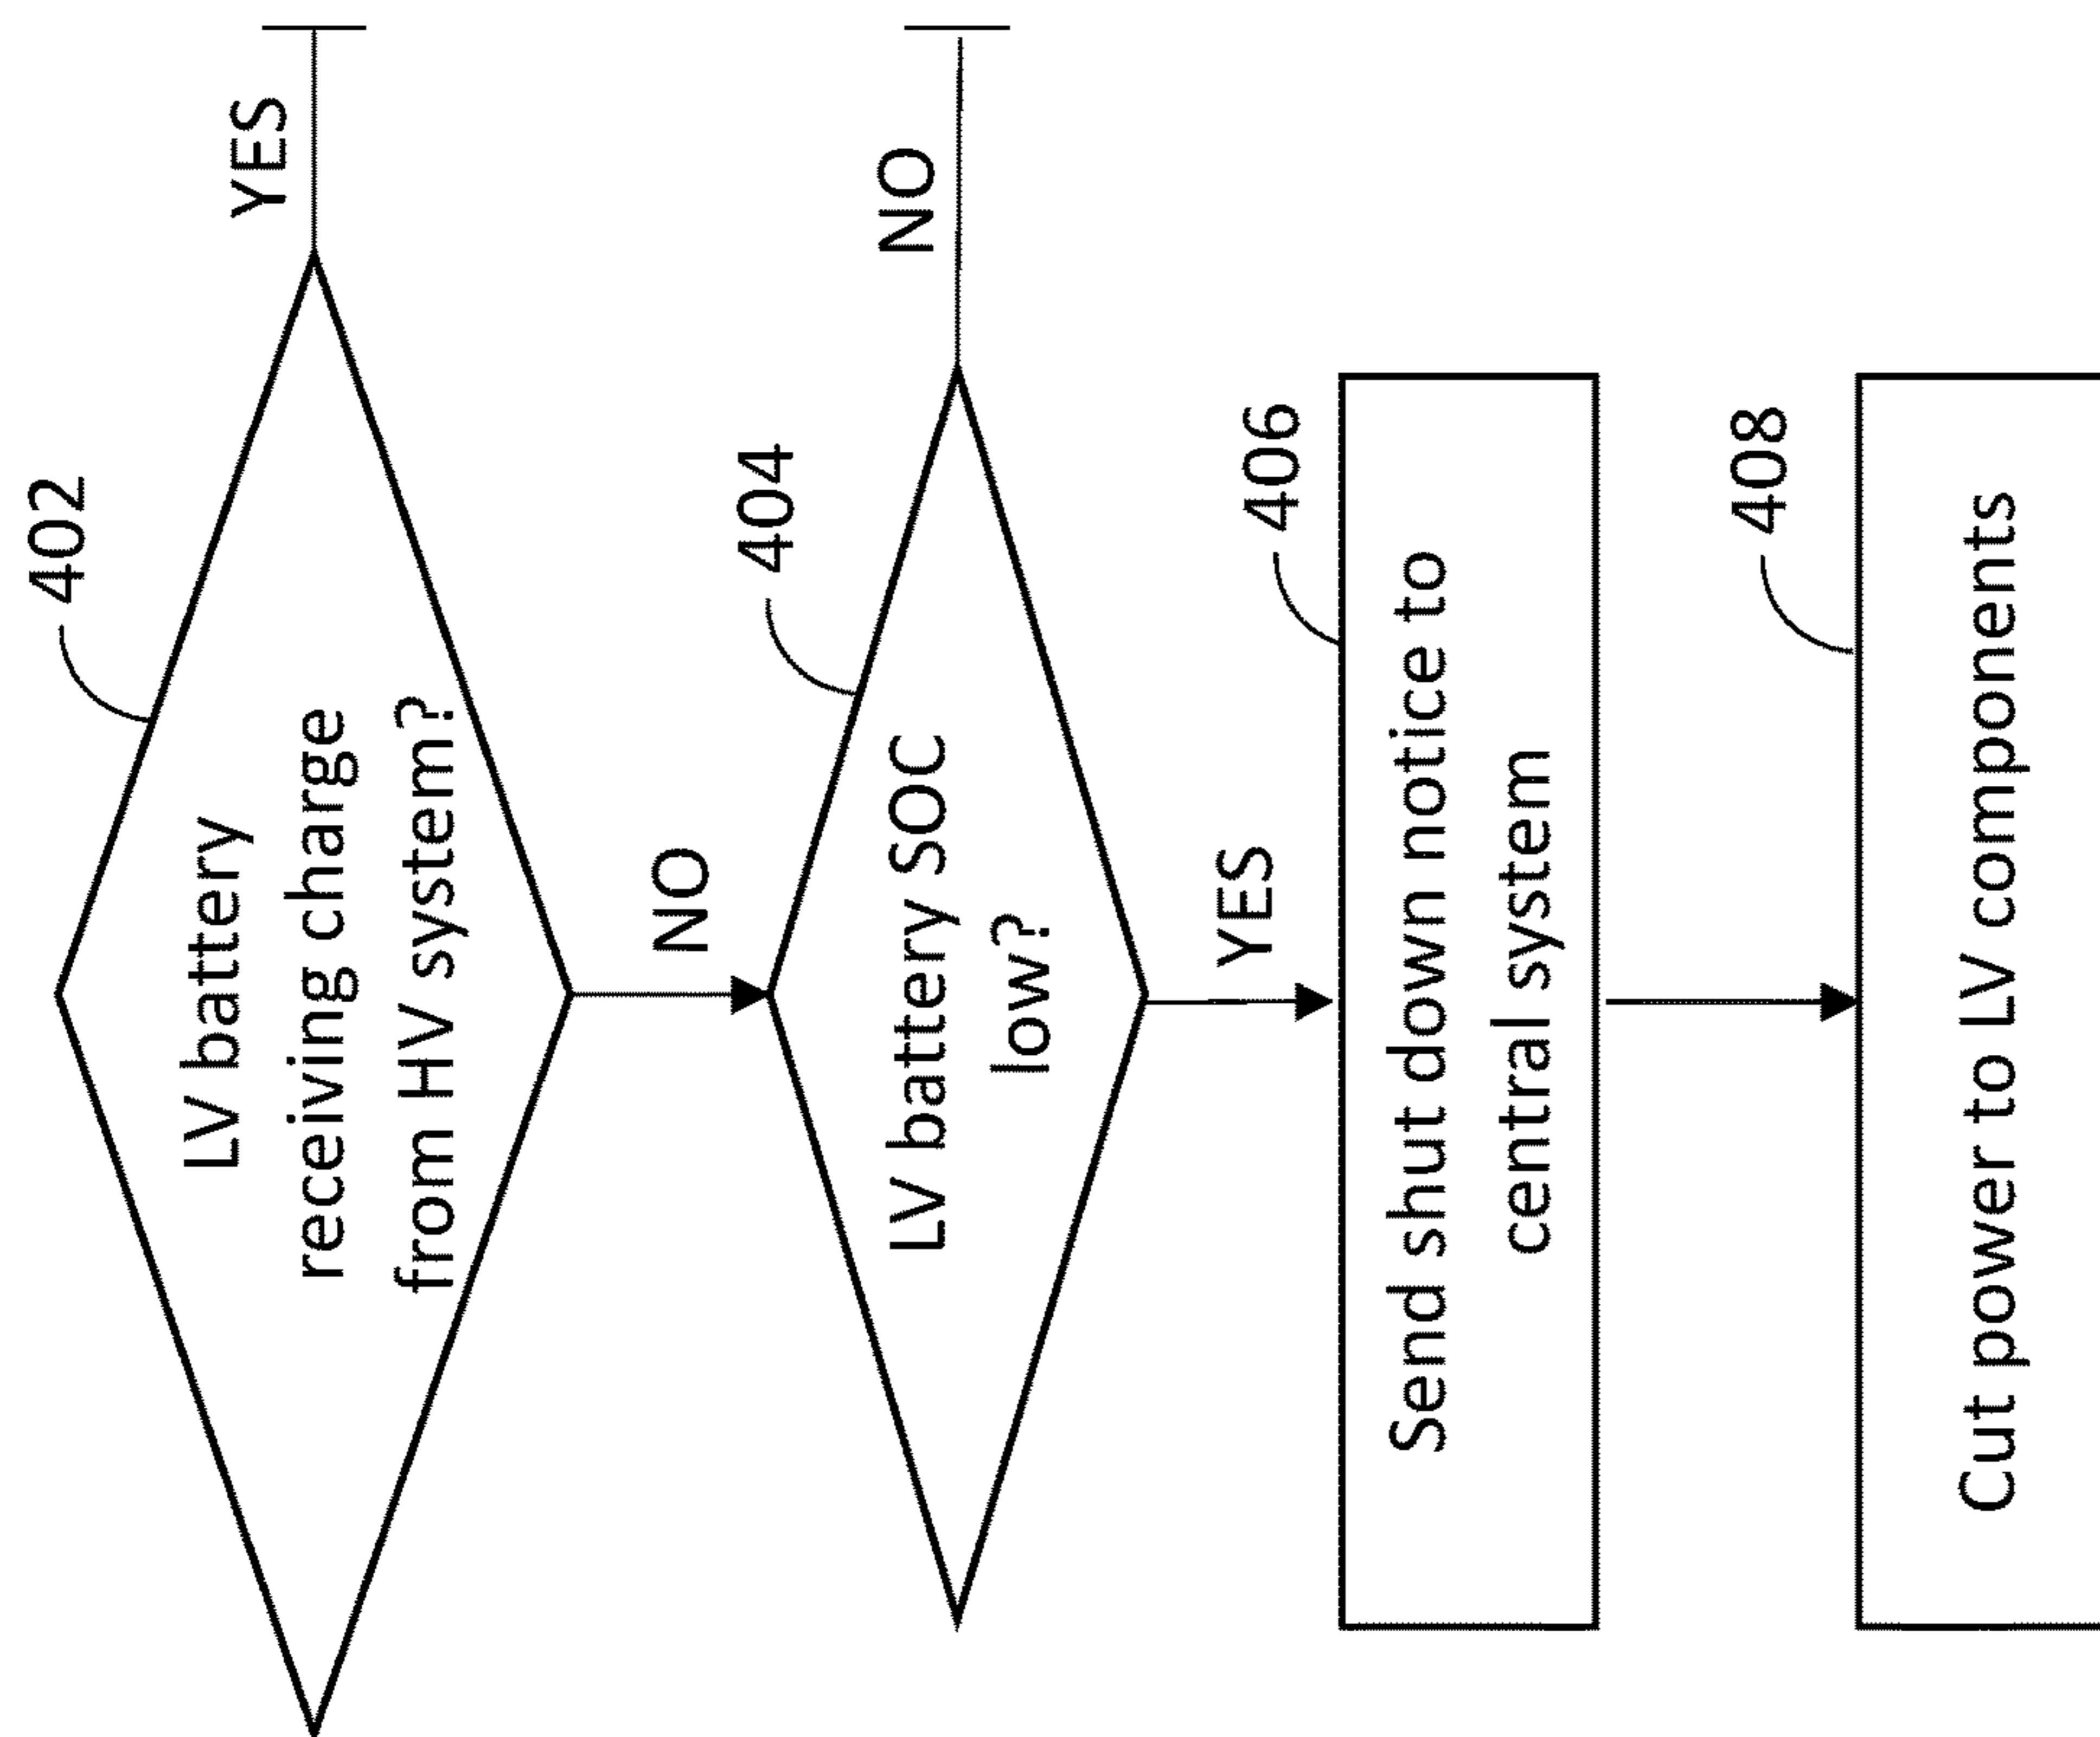 402
LV battery
receiving charge
from HV system?
YES
NO
404
LV battery SOC
low?
NO
YES
406
Send shut down notice to
central system
408
Cut power to LV components